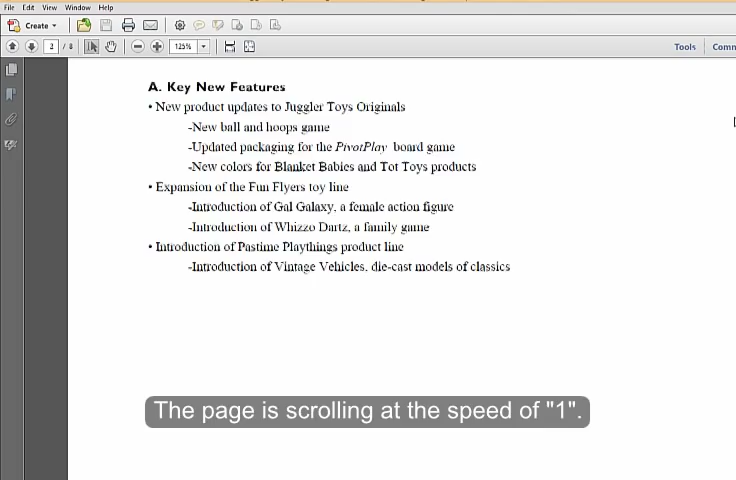 File Edit View Window Help
Create
2 / 8 125% Tools
A. Key New Features
• New product updates to Juggler Toys Originals
-New ball and hoops game
-Updated packaging for the PivotPlay board game
-New colors for Blanket Babies and Tot Toys products
• Expansion of the Fun Flyers toy line
-Introduction of Gal Galaxy, a female action figure
-Introduction of Whizzo Dartz, a family game
• Introduction of Pastime Playthings product line
-Introduction of Vintage Vehicles, die-cast models of classics
The page is scrolling at the speed of "1".